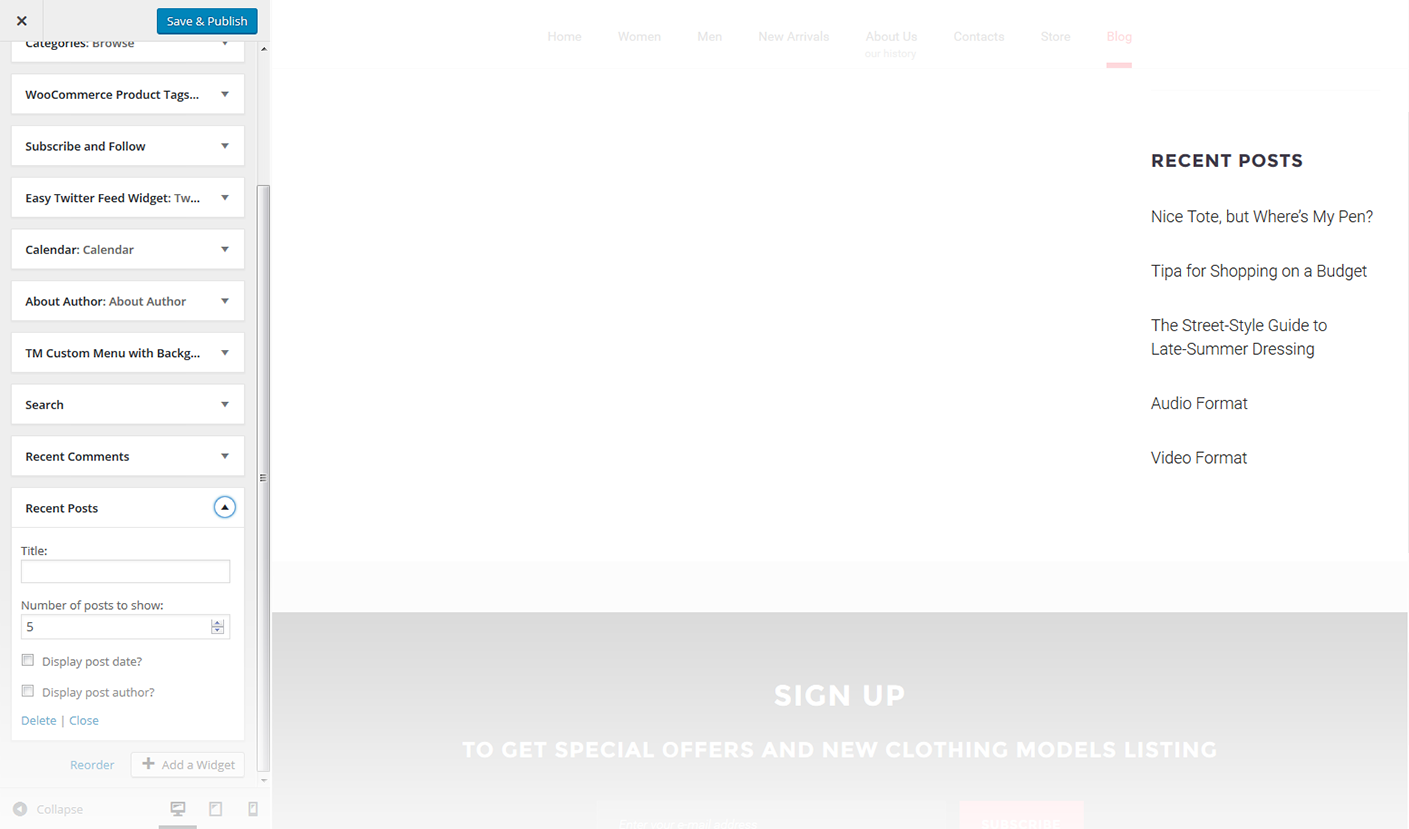 Save & Publish
Categories: Browse
WooCommerce Product Tags...
Subscribe and Follow
Easy Twitter Feed Widget: Tw...
Calendar: Calendar
About Author: About Author
TM Custom Menu with Backg...
Search
Recent Comments
Recent Posts
Title:
Number of posts to show:
5
Display post date?
Display post author?
Delete | Close
Reorder
Add a Widget
Collapse
Home Women Men New Arrivals About Us Contacts Store Blog
our history
RECENT POSTS
Nice Tote, but Where’s My Pen?
Tipa for Shopping on a Budget
The Street-Style Guide to
Late-Summer Dressing
Audio Format
Video Format
SIGN UP
TO GET SPECIAL OFFERS AND NEW CLOTHING MODELS LISTING
Enter your e-mail address
SUBSCRIBE